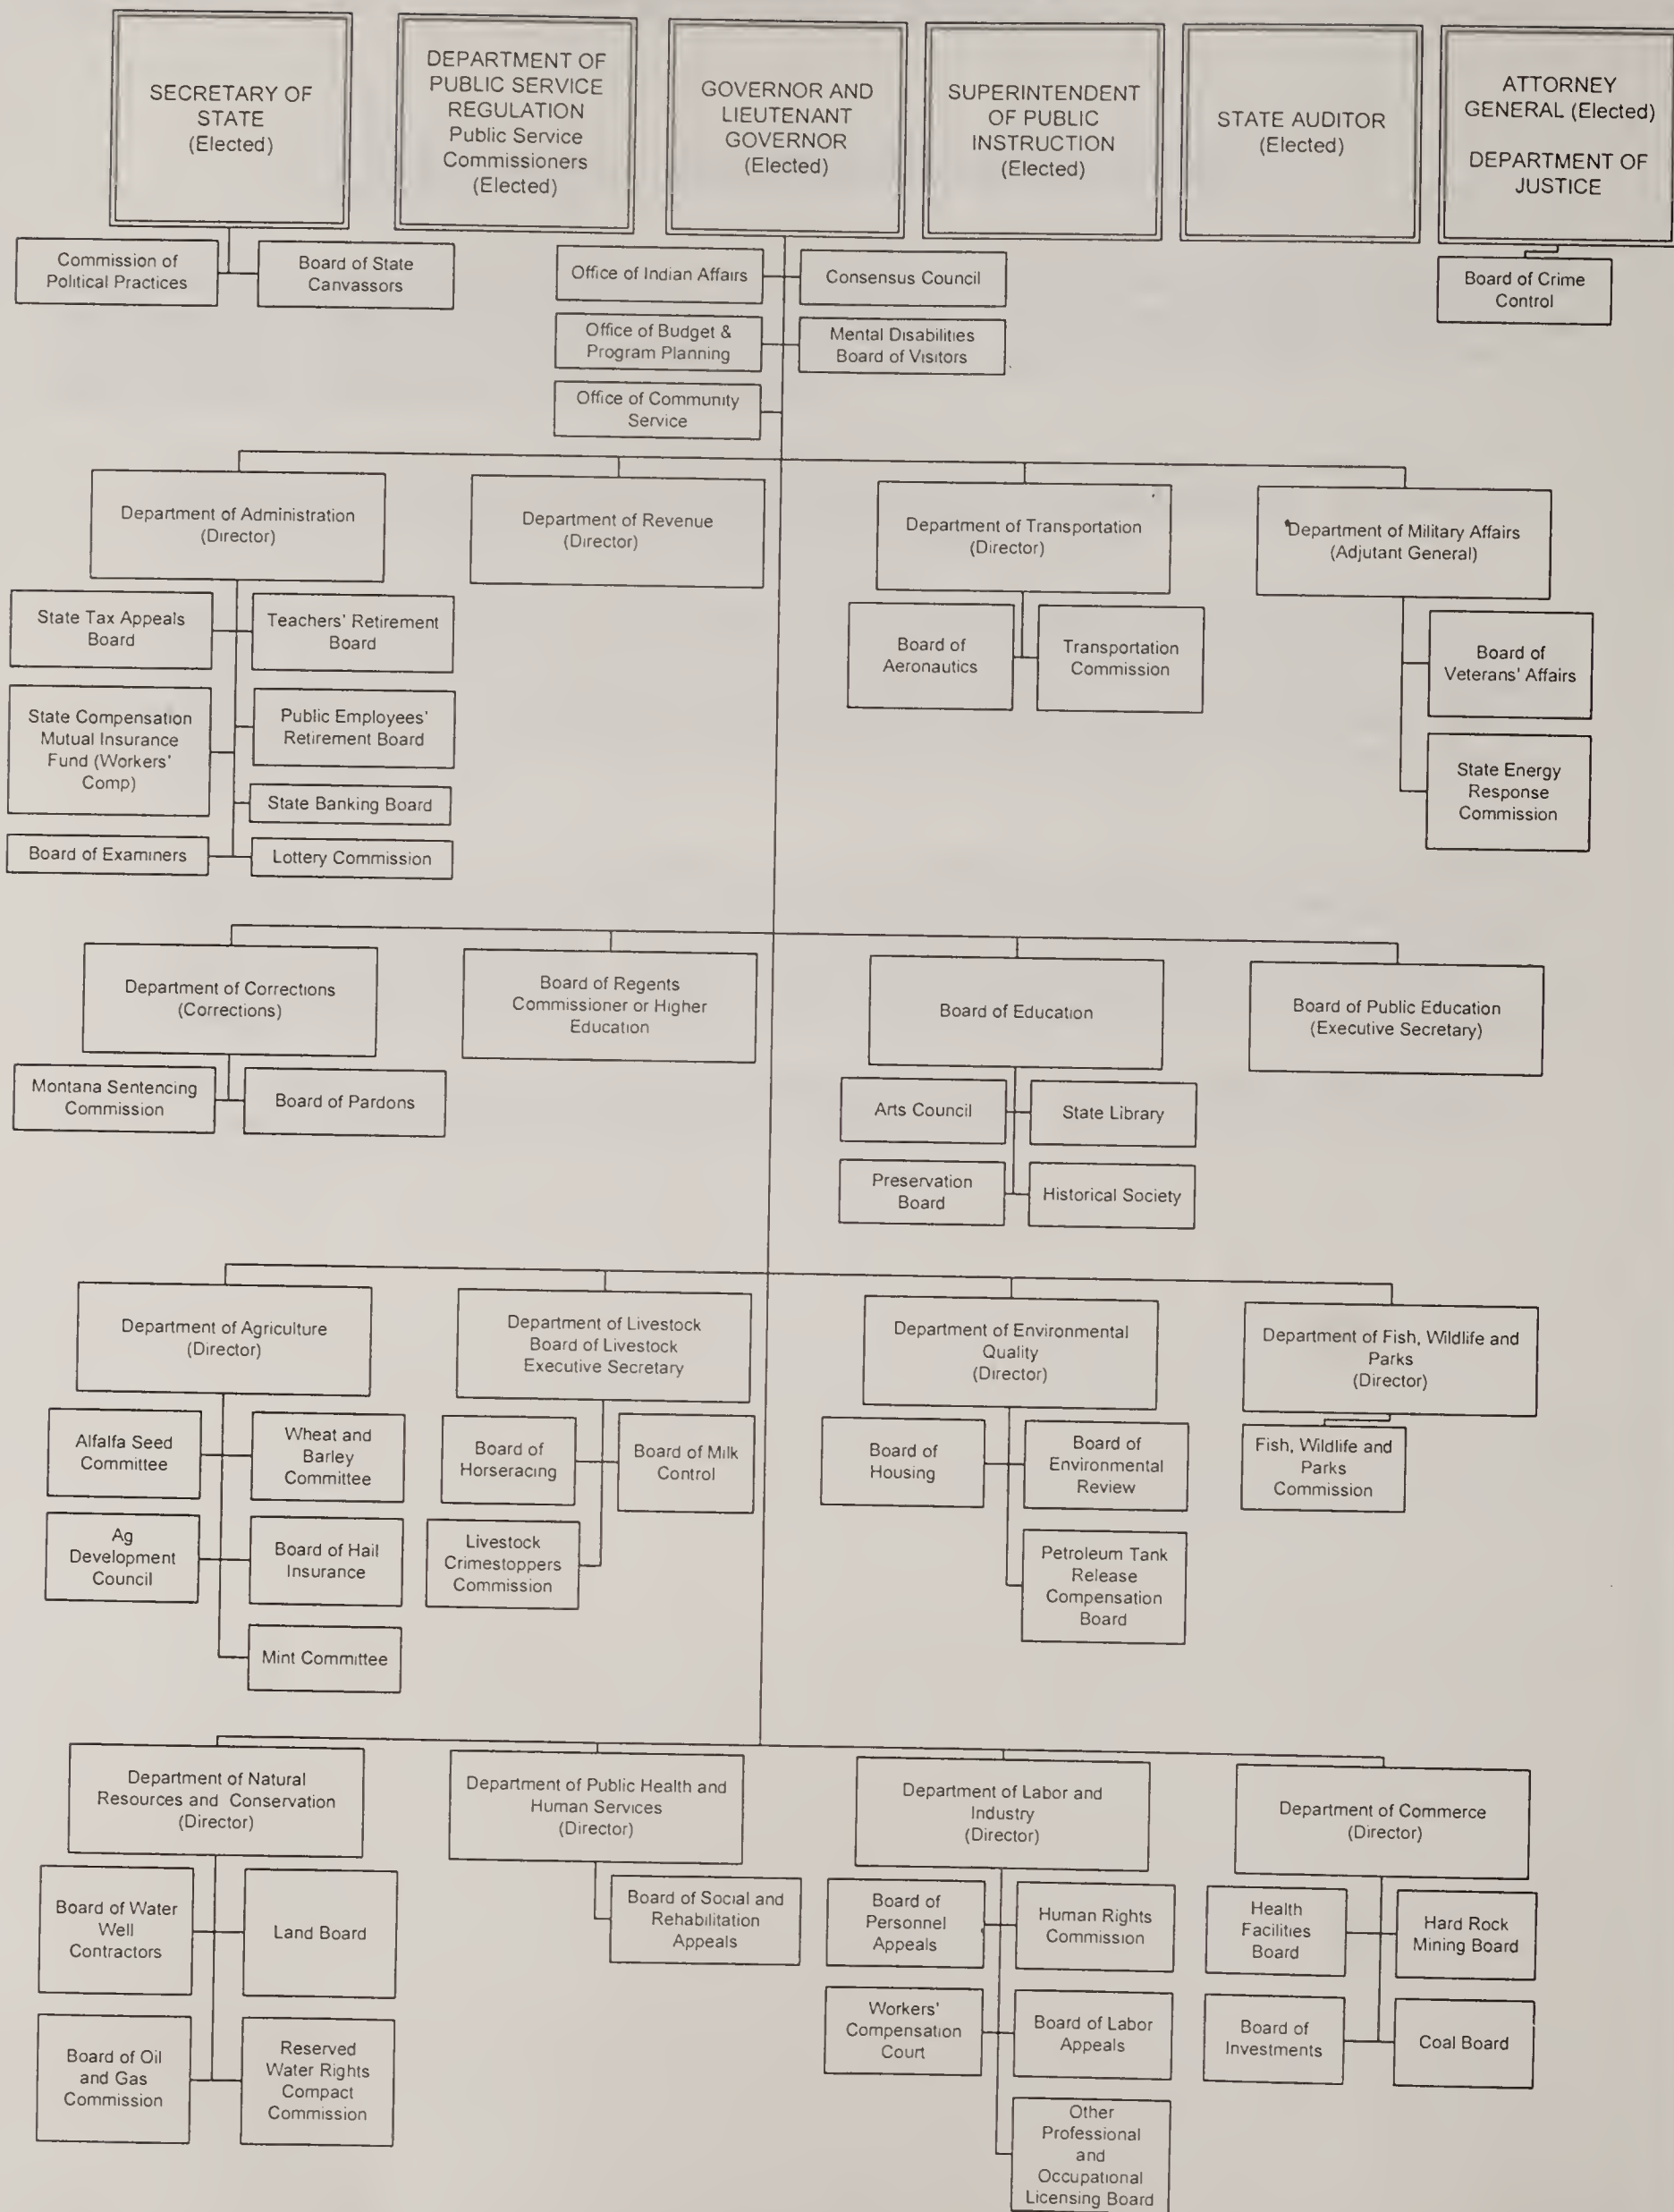 SECRETARY OF
STATE
(Elected)
DEPARTMENT OF
PUBLIC SERVICE
REGULATION
Public Service
Commissioners
(Elected)
GOVERNOR AND
LIEUTENANT
GOVERNOR
(Elected)
SUPERINTENDENT
OF PUBLIC
INSTRUCTION
(Elected)
STATE AUDITOR
(Elected)
ATTORNEY
GENERAL (Elected)
DEPARTMENT OF
JUSTICE
Commission of
Political Practices
Board of State
Canvassors
Office of Indian Affairs
Consensus Council
Board of Crime
Control
Office of Budget &
Program Planning
Mental Disabilities
Board of Visitors
Office of Community
Service
Department of Administration
(Director)
Department of Revenue
(Director)
Department of Transportation
(Director)
Department of Military Affairs
(Adjutant General)
State Tax Appeals
Board
Teachers' Retirement
Board
Board of
Aeronautics
Transportation
Commission
Board of
Veterans' Affairs
State Compensation
Mutual Insurance
Fund (Workers'
Comp)
Public Employees'
Retirement Board
State Banking Board
State Energy
Response
Commission
Board of Examiners
Lottery Commission
Department of Corrections
(Corrections)
Board of Regents
Commissioner or Higher
Education
Board of Education
Board of Public Education
(Executive Secretary)
Montana Sentencing
Commission
Board of Pardons
Arts Council
State Library
Preservation
Board
Historical Society
Department of Agriculture
(Director)
Department of Livestock
Board of Livestock
Executive Secretary
Department of Environmental
Quality
(Director)
Department of Fish, Wildlife and
Parks
(Director)
Alfalfa Seed
Committee
Wheat and
Barley
Committee
Board of
Horseracing
Board of Milk
Control
Board of
Housing
Board of
Environmental
Review
Fish, Wildlife and
Parks
Commission
Ag
Development
Council
Board of Hail
Insurance
Livestock
Crimestoppers
Commission
Petroleum Tank
Release
Compensation
Board
Mint Committee
Department of Natural
Resources and Conservation
(Director)
Department of Public Health and
Human Services
(Director)
Department of Labor and
Industry
(Director)
Department of Commerce
(Director)
Board of Water
Well
Contractors
Land Board
Board of Social and
Rehabilitation
Appeals
Board of
Personnel
Appeals
Human Rights
Commission
Health
Facilities
Board
Hard Rock
Mining Board
Board of Oil
and Gas
Commission
Reserved
Water Rights
Compact
Commission
Workers'
Compensation
Court
Board of Labor
Appeals
Board of
Investments
Coal Board
Other
Professional
and
Occupational
Licensing Board